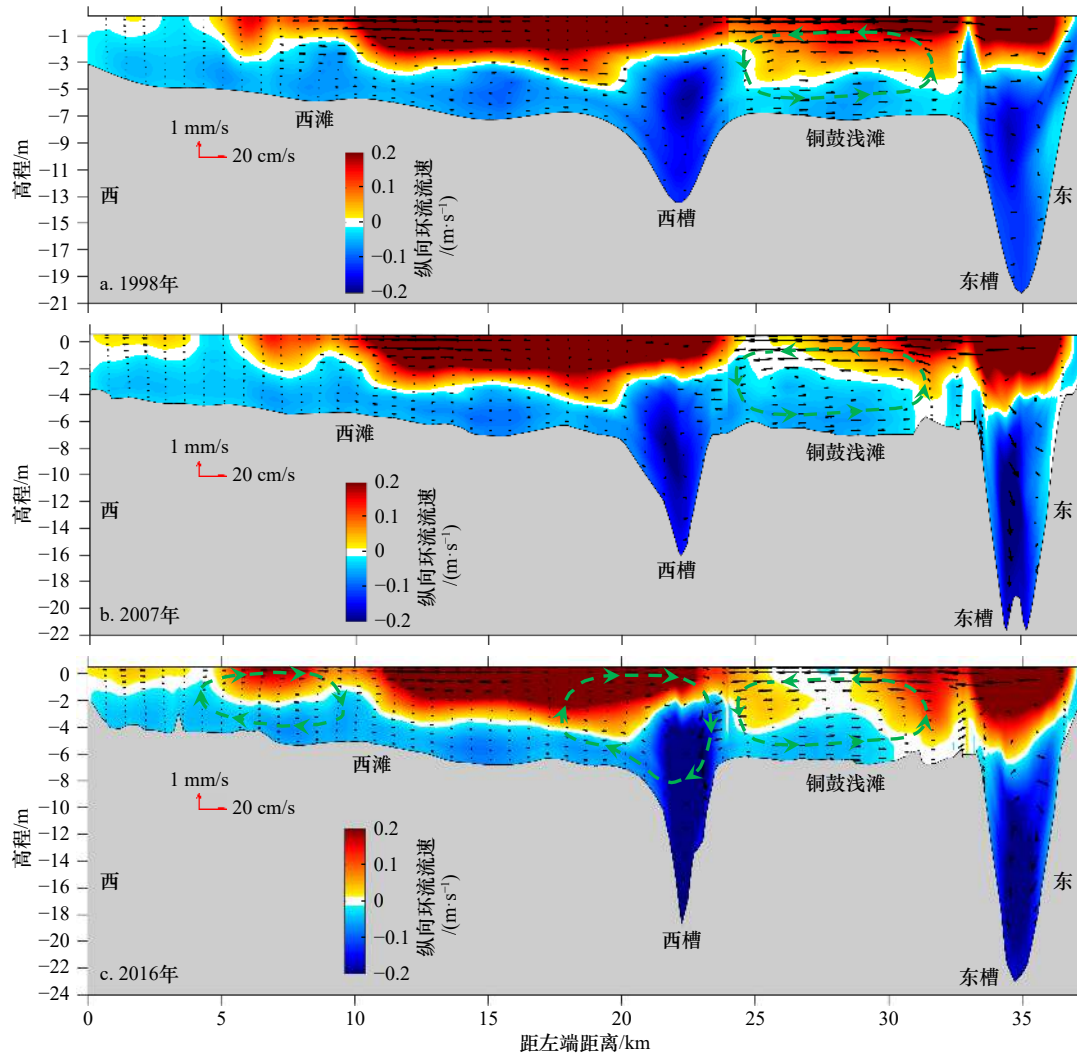 −1
−3
−5
−7
−9
−11
−13
−15
−17
−19
−21
高程/m
1 mm/s
20 cm/s
西滩
西
0.2
0.1
0
−0.1
−0.2
纵向环流流速
/(m·s⁻¹)
西槽
铜鼓浅滩
东
东槽
a. 1998年
0
−2
−4
−6
−8
−10
−12
−14
−16
−18
−20
−22
高程/m
1 mm/s
20 cm/s
西滩
西
0.2
0.1
0
−0.1
−0.2
纵向环流流速
/(m·s⁻¹)
西槽
铜鼓浅滩
东
东槽
b. 2007年
0
−2
−4
−6
−8
−10
−12
−14
−16
−18
−20
−22
−24
高程/m
1 mm/s
20 cm/s
西滩
西
0.2
0.1
0
−0.1
−0.2
纵向环流流速
/(m·s⁻¹)
西槽
铜鼓浅滩
东
东槽
c. 2016年
0 5 10 15 20 25 30 35
距左端距离/km